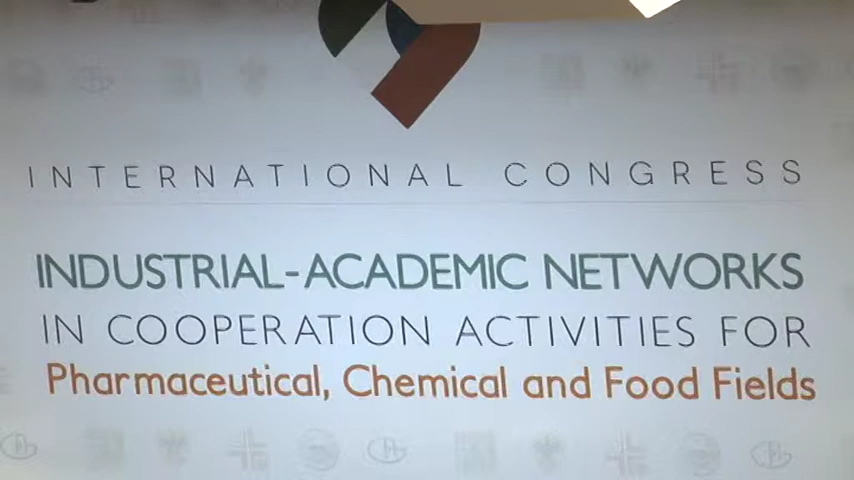 INTERNATIONAL CONGRESS
INDUSTRIAL-ACADEMIC NETWORKS
IN COOPERATION ACTIVITIES FOR
Pharmaceutical, Chemical and Food Fields